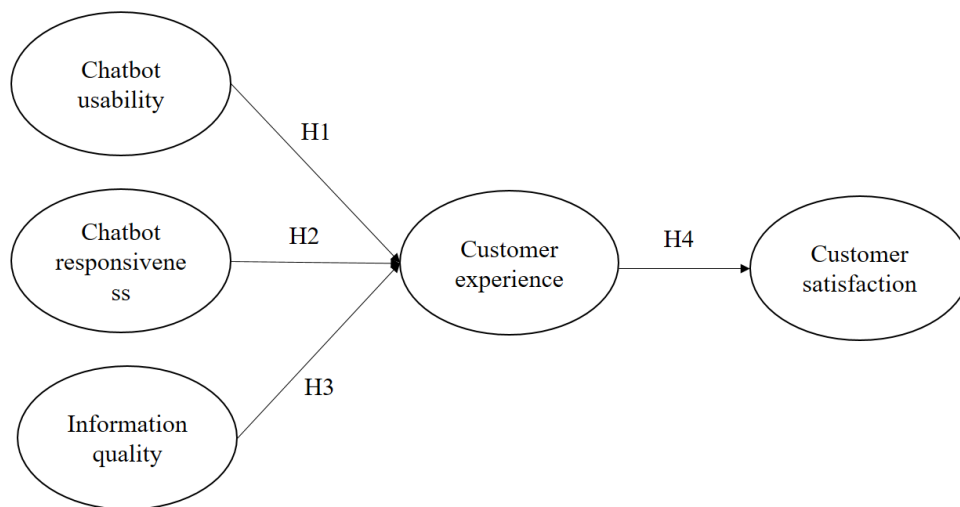 Chatbot
usability
H1
Chatbot
responsivene
ss
H2
Customer
experience
H4
Customer
satisfaction
H3
Information
quality